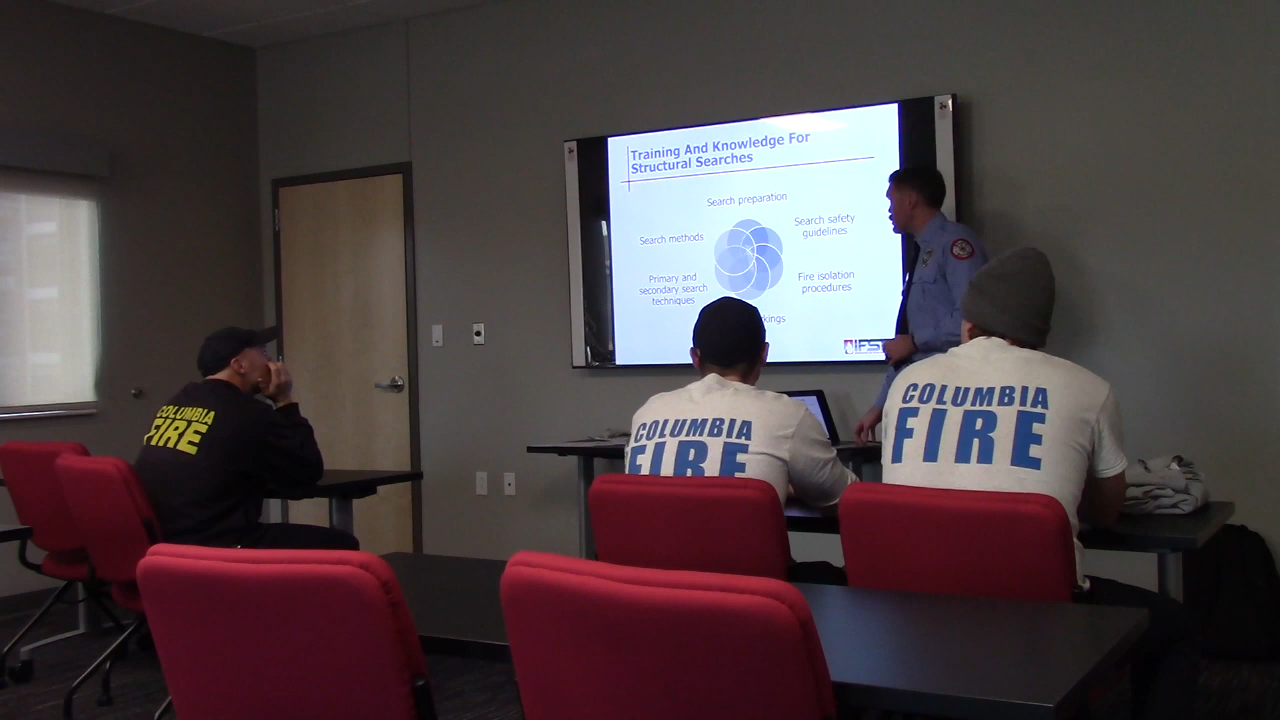 Training And Knowledge For
Structural Searches
Search preparation
Search methods
Search safety
guidelines
Primary and
secondary search
techniques
Fire isolation
procedures
COLUMBIA
FIRE
COLUMBIA
FIRE
COLUMBIA
FIRE